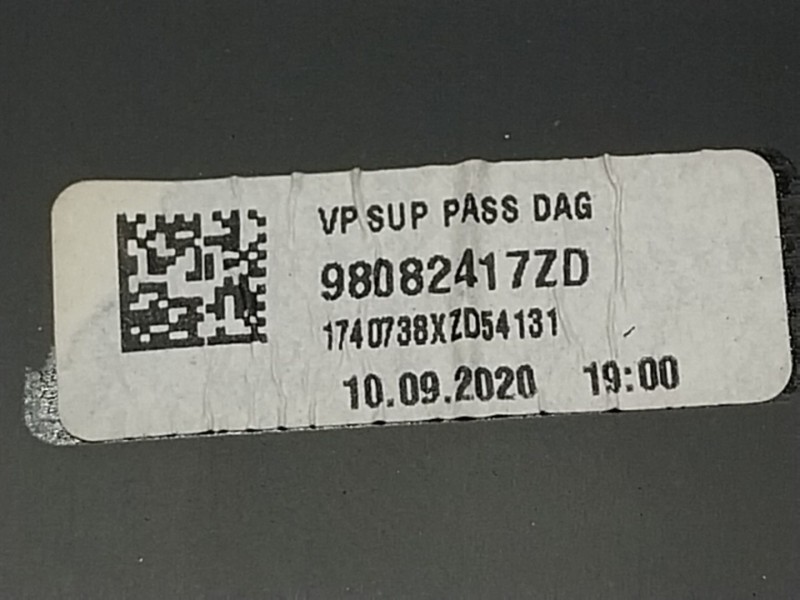 VP SUP PASS DAG
98082417ZD
1740738XZD54131
10.09.2020 19:00